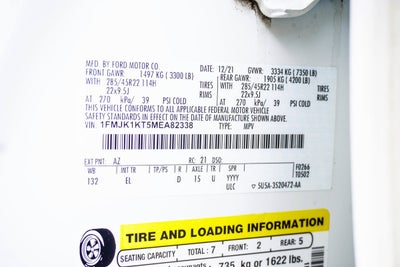 MFD. BY FORD MOTOR CO.
DATE: 12/21 GVWR: 3334 KG (7350 LB)
FRONT GAWR: 1497 KG (3300 LB) REAR GAWR: 1905 KG (4200 LB)
WITH 285/45R22 114H WITH 285/45R22 114H
22x9.5J 22x9.5J
AT 270 kPa/ 39 PSI COLD AT 270 kPa/ 39 PSI COLD
THIS VEHICLE CONFORMS TO ALL APPLICABLE FEDERAL MOTOR VEHICLE
SAFETY STANDARDS IN EFFECT ON THE DATE OF MANUFACTURE SHOWN ABOVE.
VIN: 1FMJK1KT5MEA82338 TYPE: MPV
EXT PNT: AZ RC: 21 DSO: F0266
WB INT TR TP/PS R AXLE TR SPR T0502
132 EL D 15 U YYYY
ULC 5U5A-3520472-AA
TIRE AND LOADING INFORMATION
SEATING CAPACITY TOTAL: 7 FRONT: 2 REAR: 5
735 kg or 1622 lbs.